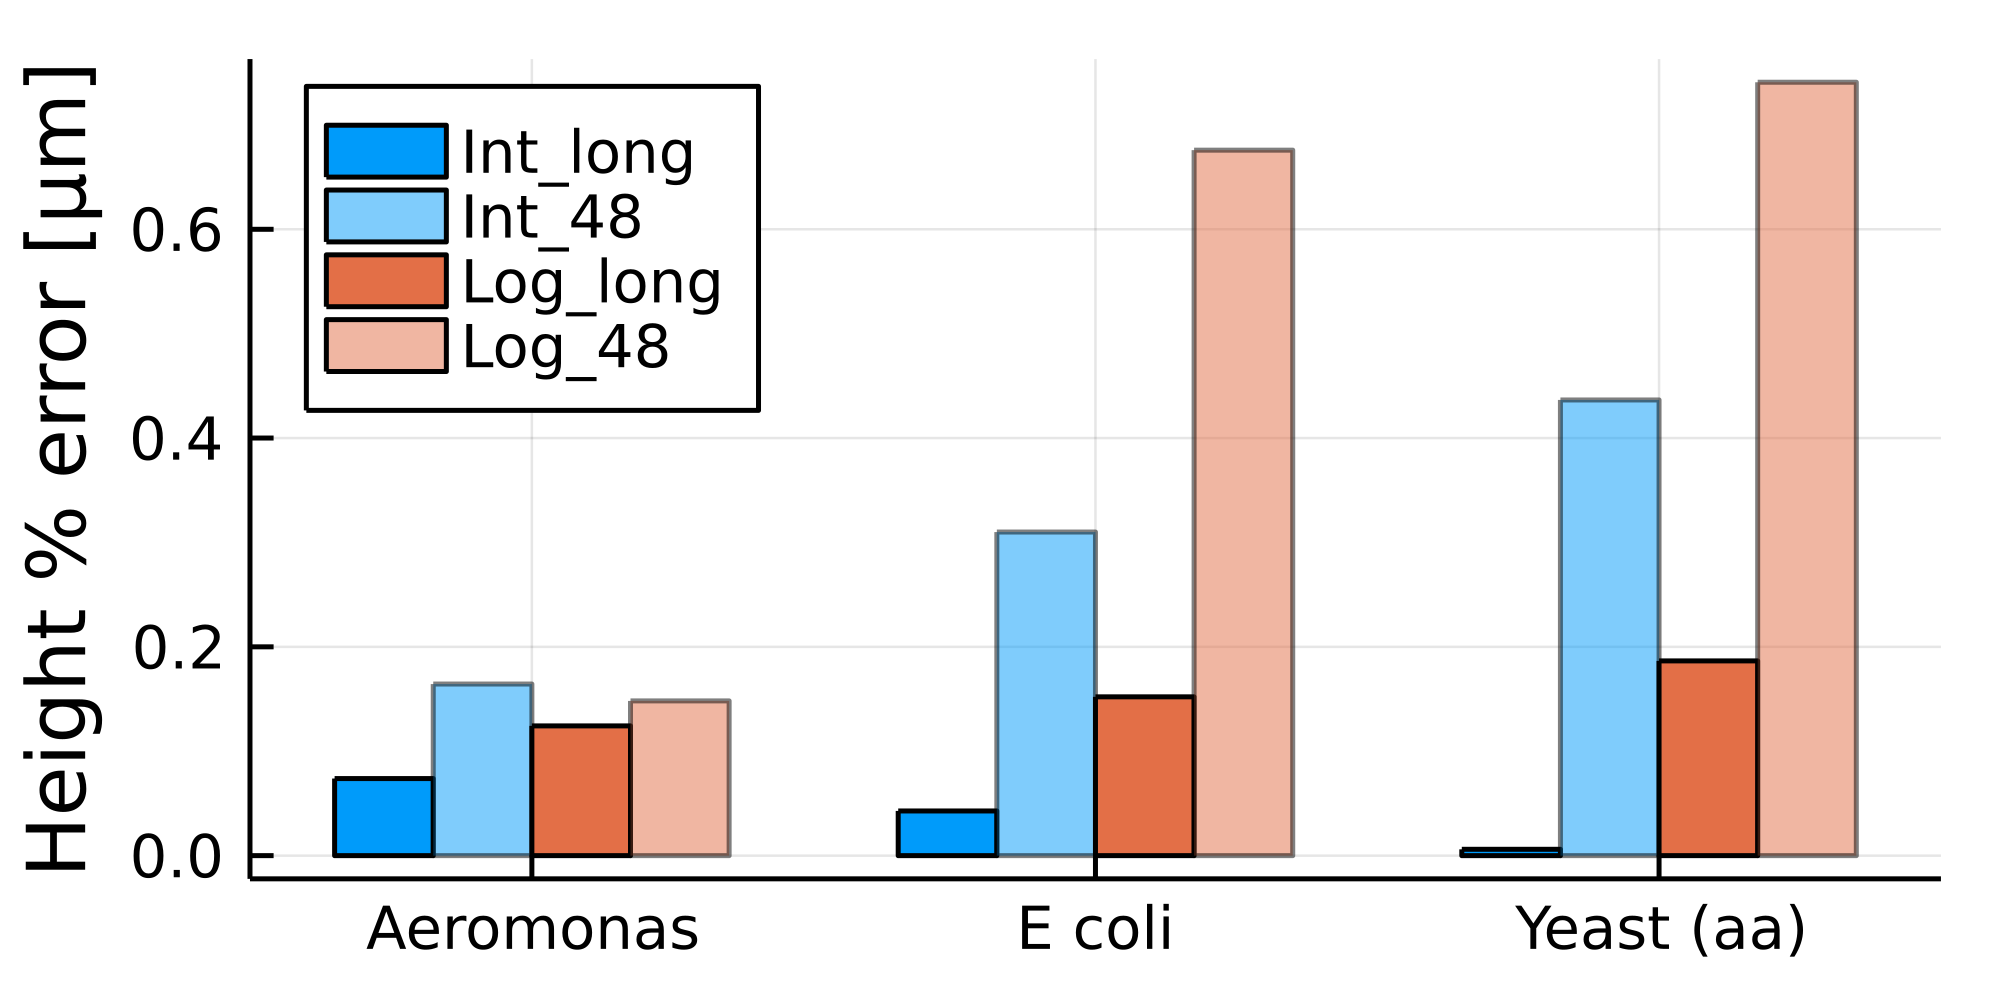 Height % error [μm]
0.6
0.4
0.2
0.0
Int_long
Int_48
Log_long
Log_48
Aeromonas
E coli
Yeast (aa)